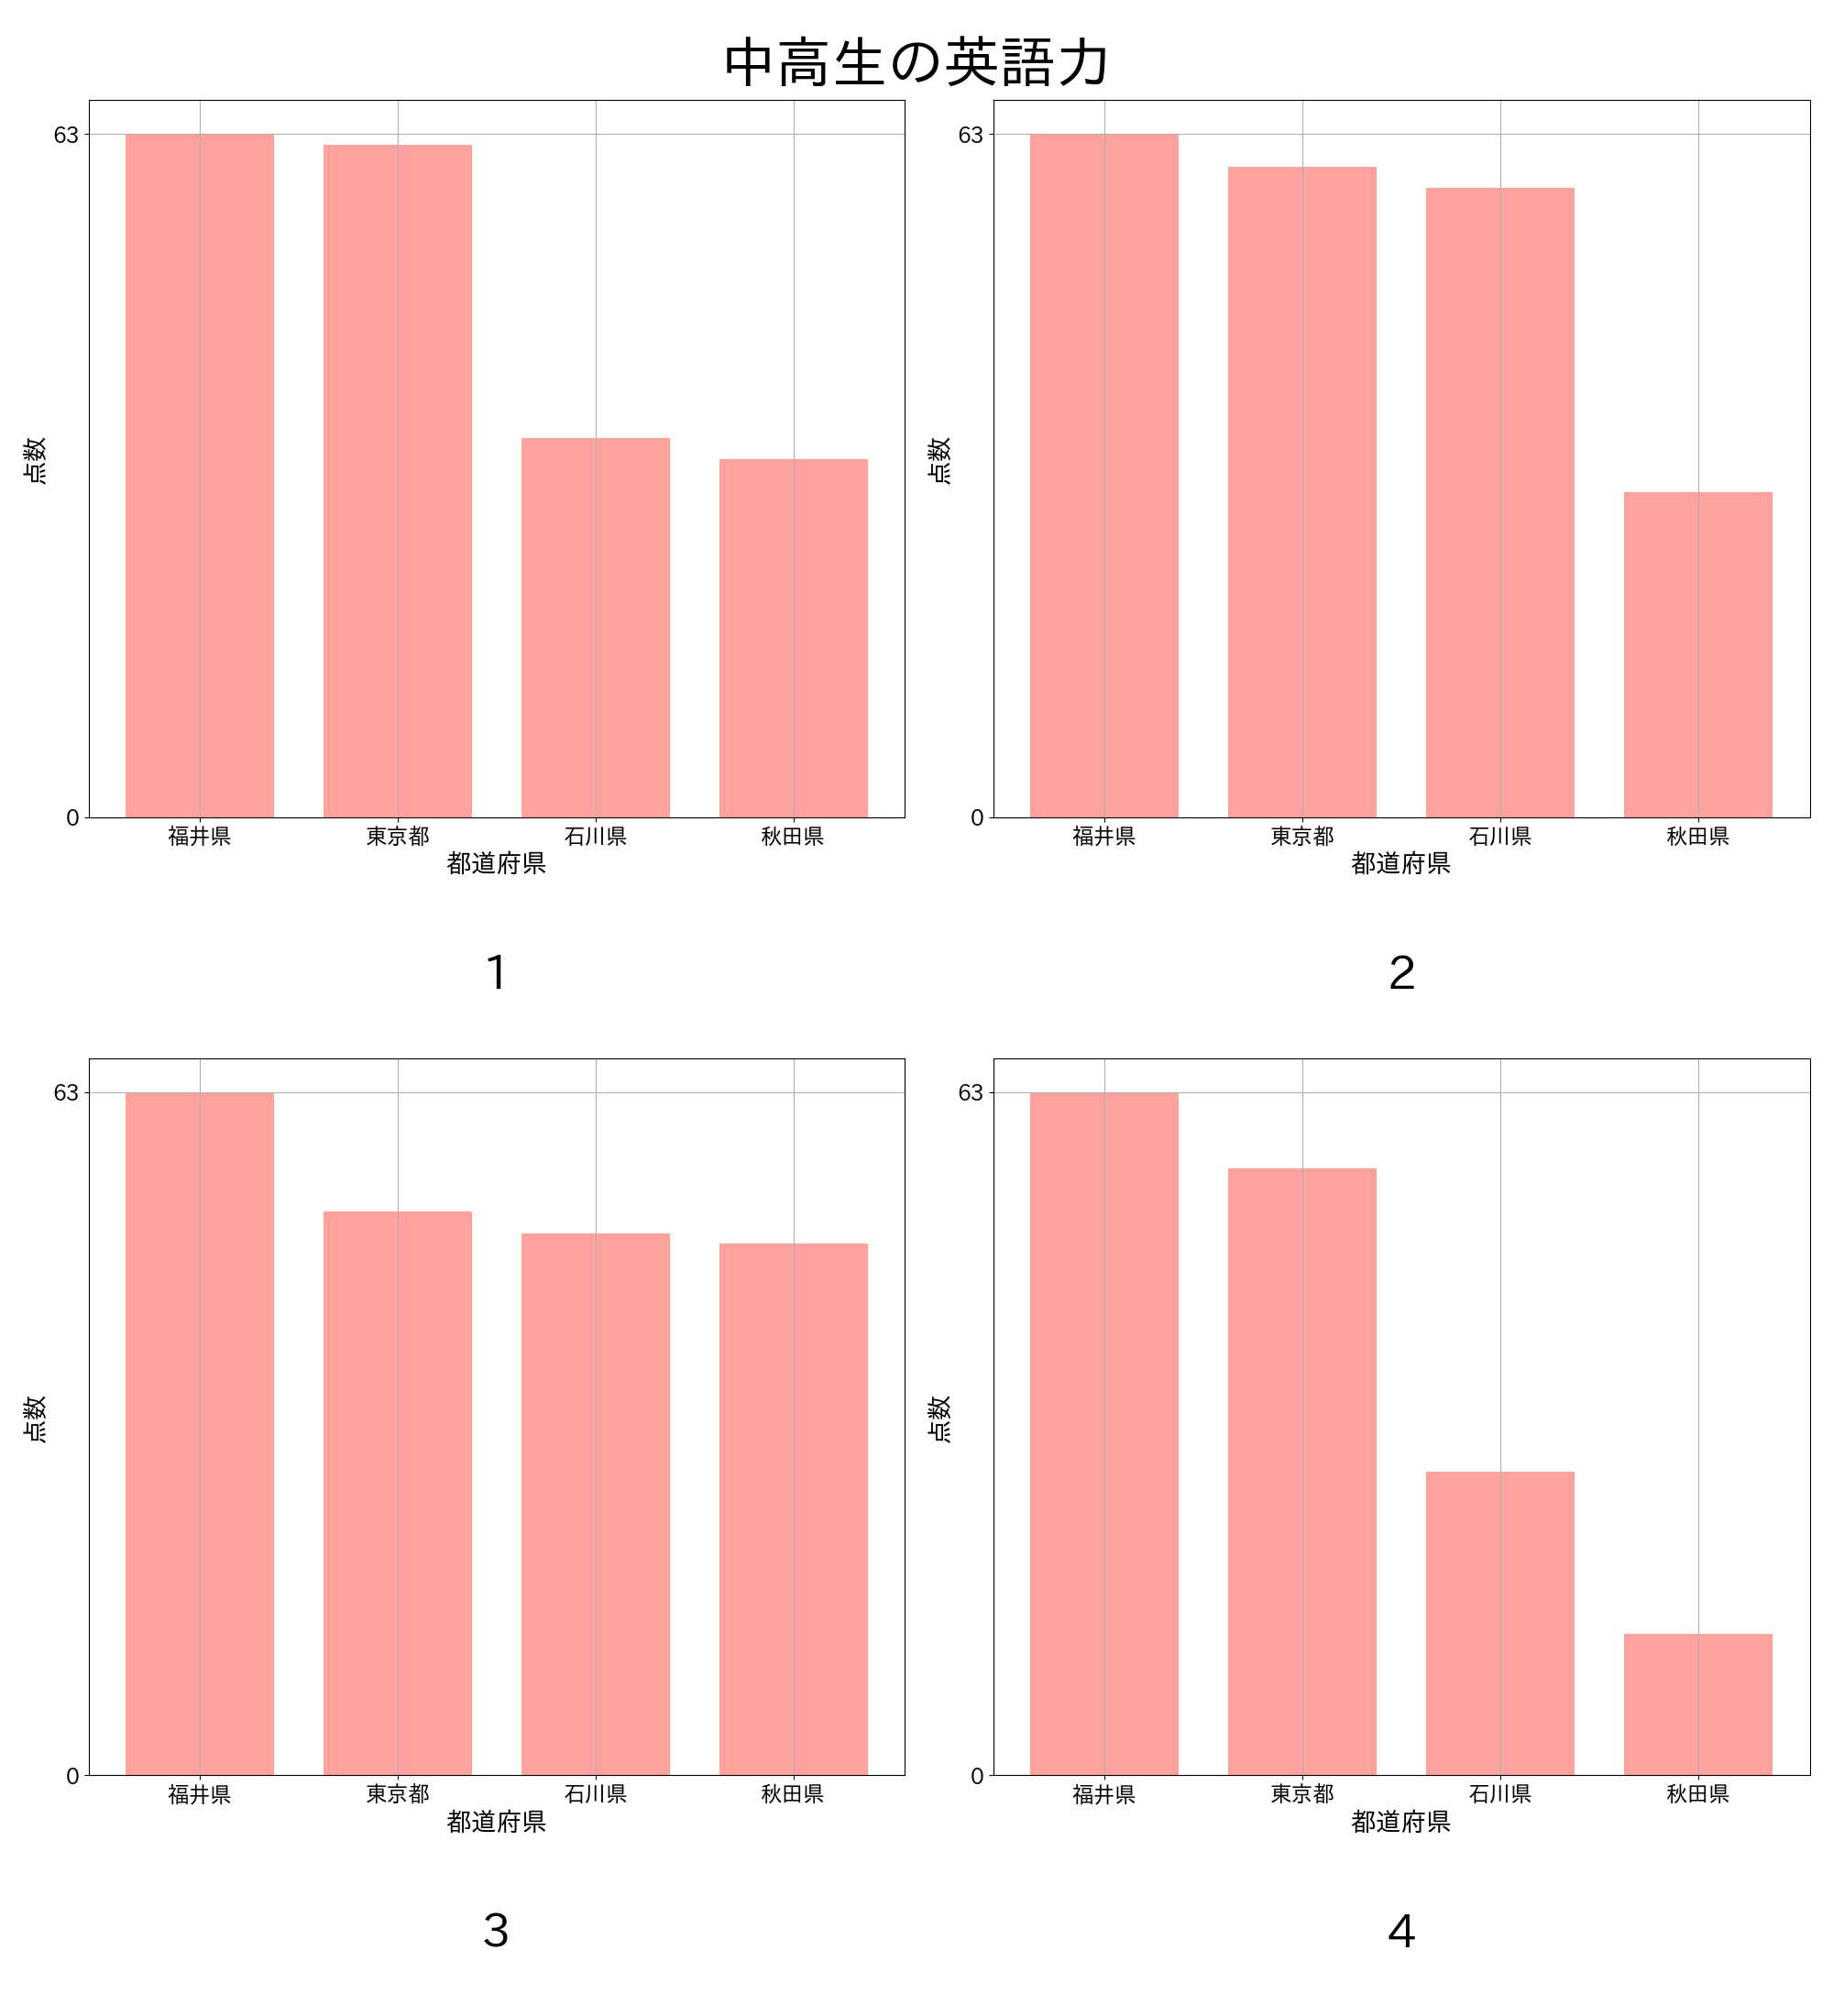 中高生の英語力
63
0
点数
福井県 東京都 石川県 秋田県
都道府県
1
63
0
点数
福井県 東京都 石川県 秋田県
都道府県
2
63
0
点数
福井県 東京都 石川県 秋田県
都道府県
3
63
0
点数
福井県 東京都 石川県 秋田県
都道府県
4